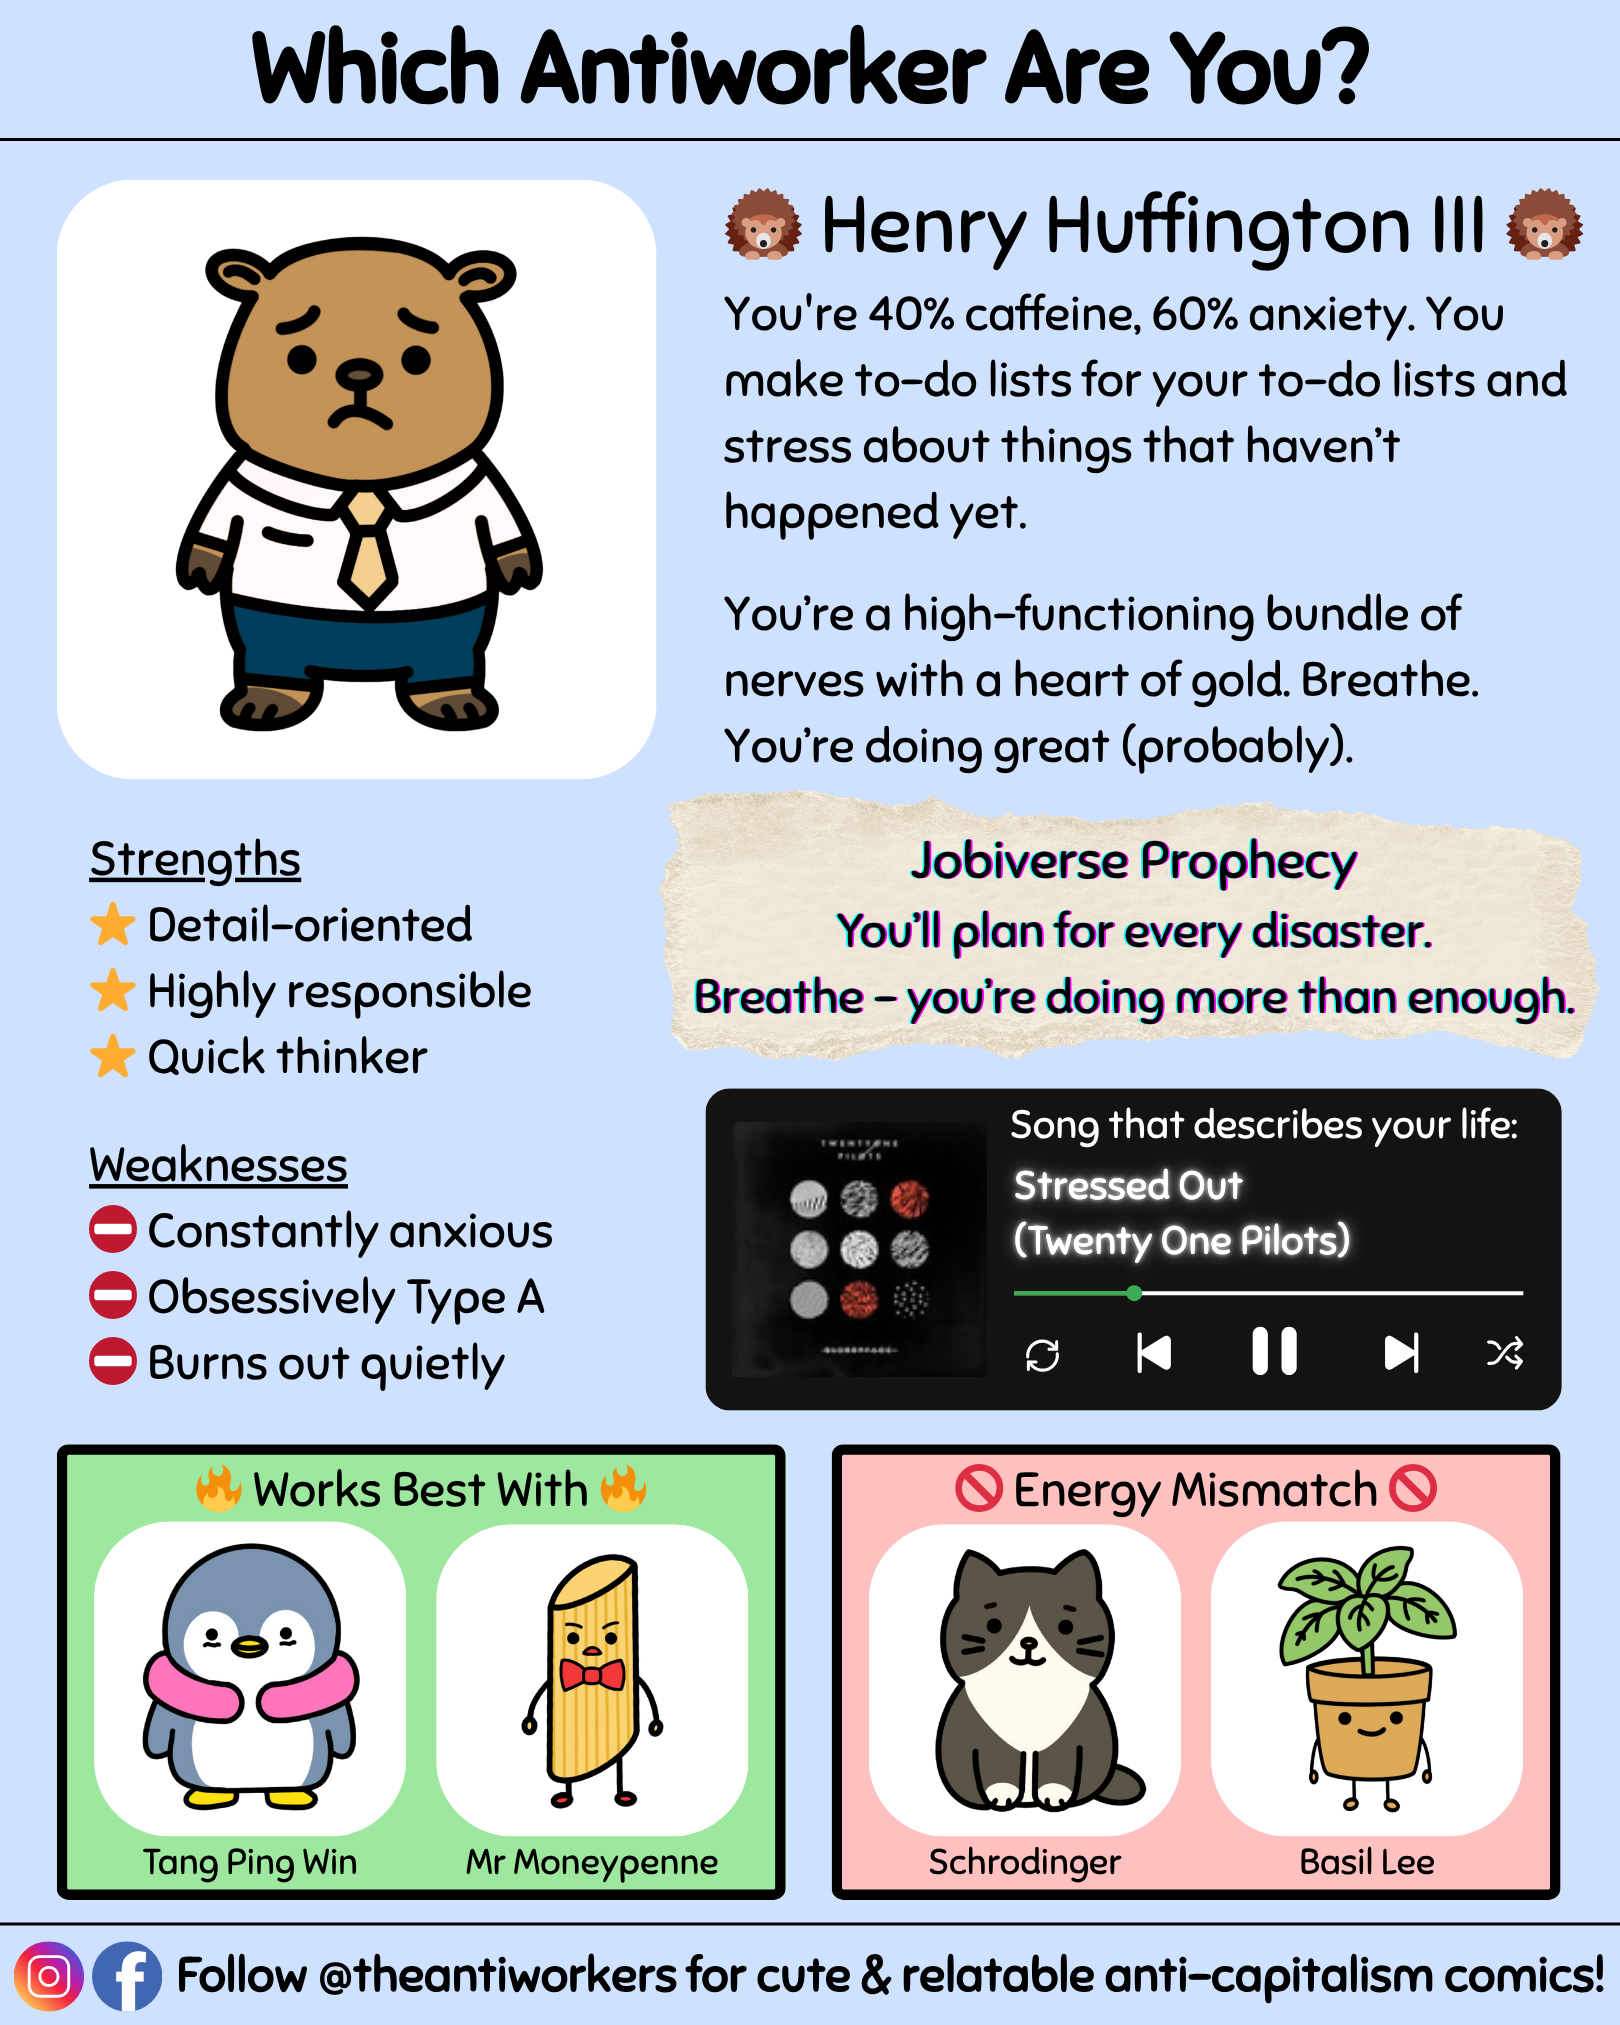 Which Antiworker Are You?
Henry Huffington III
You're 40% caffeine, 60% anxiety. You
make to-do lists for your to-do lists and
stress about things that haven’t
happened yet.
You’re a high-functioning bundle of
nerves with a heart of gold. Breathe.
You’re doing great (probably).
Strengths
Detail-oriented
Highly responsible
Quick thinker
Weaknesses
Constantly anxious
Obsessively Type A
Burns out quietly
Jobiverse Prophecy
You’ll plan for every disaster.
Breathe - you’re doing more than enough.
TWENTY ONE
PILOTS
Song that describes your life:
Stressed Out
(Twenty One Pilots)
Works Best With
Tang Ping Win
Mr Moneypenne
Energy Mismatch
Schrodinger
Basil Lee
Follow @theantiworkers for cute & relatable anti-capitalism comics!